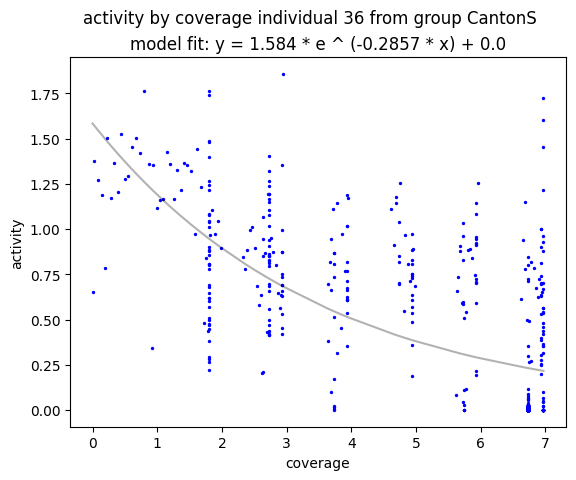 activity by coverage individual 36 from group CantonS
model fit: y = 1.584 * e ^ (-0.2857 * x) + 0.0
1.75
1.50
1.25
1.00
0.75
0.50
0.25
0.00
activity
0 1 2 3 4 5 6 7
coverage